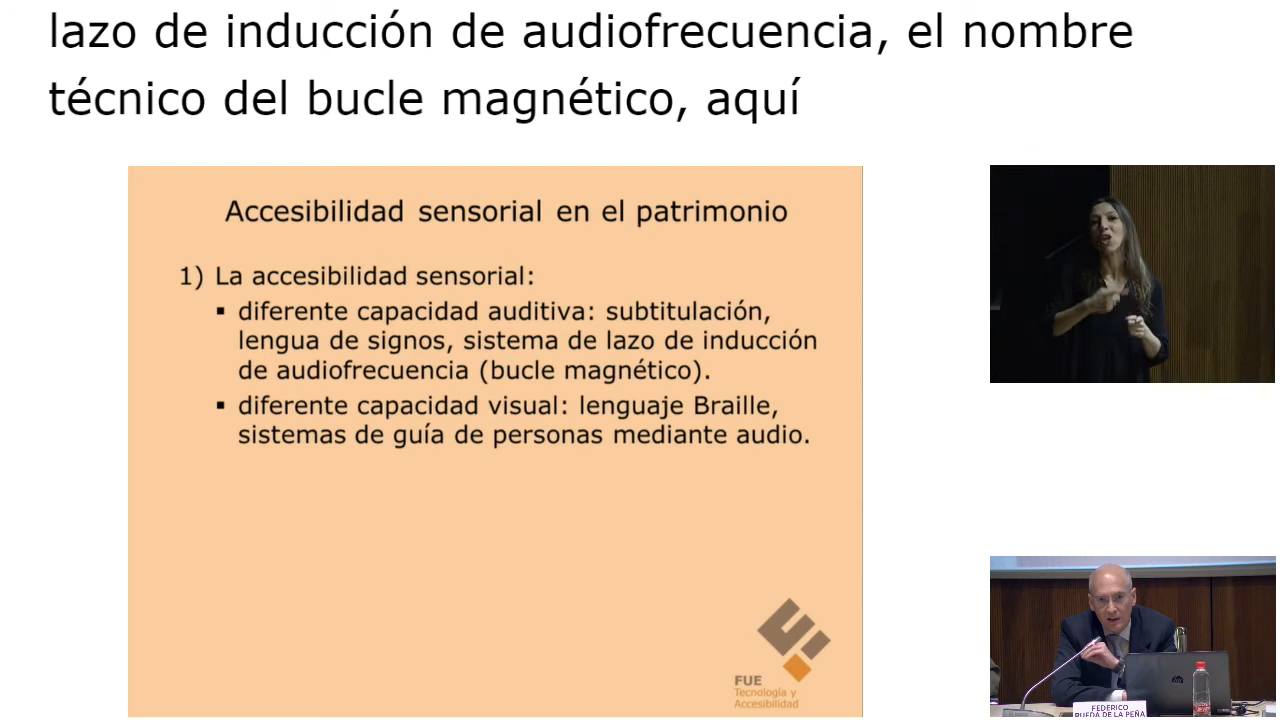 lazo de inducción de audiofrecuencia, el nombre
técnico del bucle magnético, aquí
Accesibilidad sensorial en el patrimonio
1) La accesibilidad sensorial:
▪ diferente capacidad auditiva: subtitulación,
lengua de signos, sistema de lazo de inducción
de audiofrecuencia (bucle magnético).
▪ diferente capacidad visual: lenguaje Braille,
sistemas de guía de personas mediante audio.
FUE
Tecnología y
Accesibilidad
FEDERICO
RUEDA DE LA PEÑA